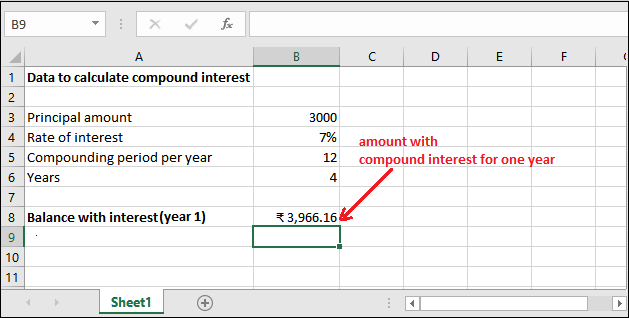 B9 fx
A B C D E F
1 Data to calculate compound interest
2
3 Principal amount 3000
4 Rate of interest 7%
5 Compounding period per year 12
6 Years 4
amount with
compound interest for one year
7
8 Balance with interest(year 1) ₹ 3,966.16
9
10
11
Sheet1